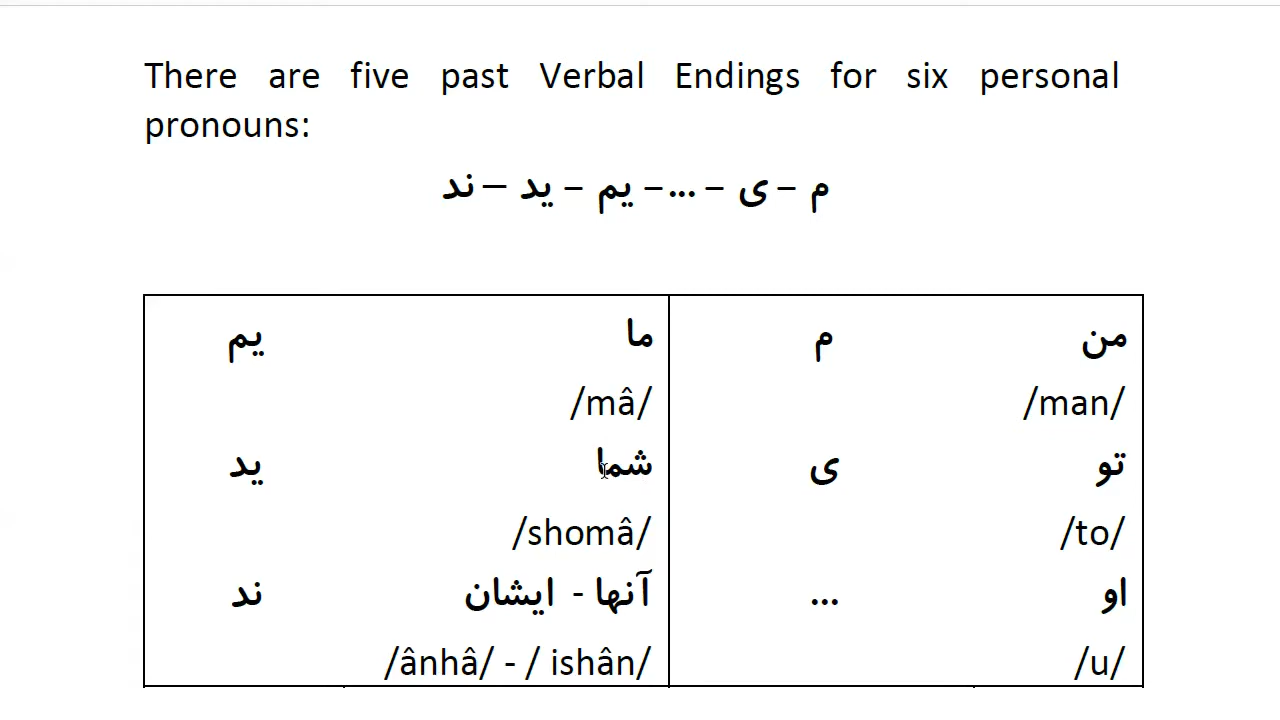 There are five past Verbal Endings for six personal
pronouns:
م – ی – ... – یم – ید – ند
من م ما یم
/man/ /mâ/
تو ی شما ید
/to/ /shomâ/
او ... آنها - ایشان ند
/u/ /ânhâ/ - / ishân/